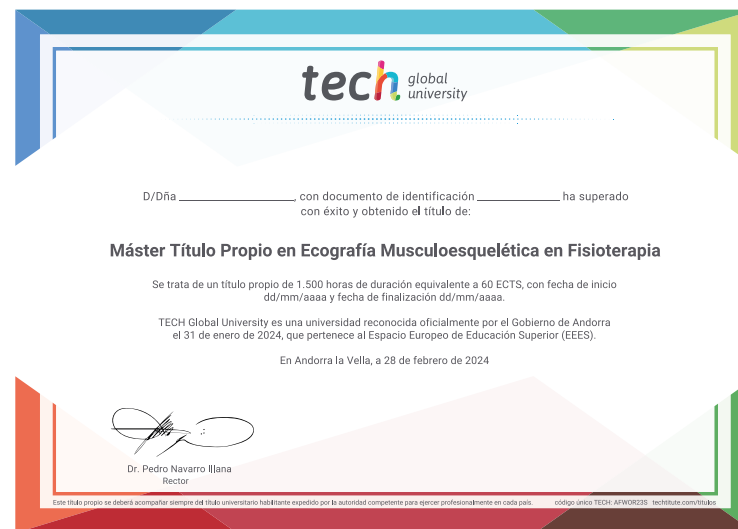 tech global university
D/Dña ____________________, con documento de identificación ______________ ha superado
con éxito y obtenido el título de:
Máster Título Propio en Ecografía Musculoesquelética en Fisioterapia
Se trata de un título propio de 1.500 horas de duración equivalente a 60 ECTS, con fecha de inicio
dd/mm/aaaa y fecha de finalización dd/mm/aaaa.
TECH Global University es una universidad reconocida oficialmente por el Gobierno de Andorra
el 31 de enero de 2024, que pertenece al Espacio Europeo de Educación Superior (EEES).
En Andorra la Vella, a 28 de febrero de 2024
Dr. Pedro Navarro Illana
Rector
Este título propio se deberá acompañar siempre del título universitario habilitante expedido por la autoridad competente para ejercer profesionalmente en cada país. código único TECH: AFWOR23S techtitute.com/titulos